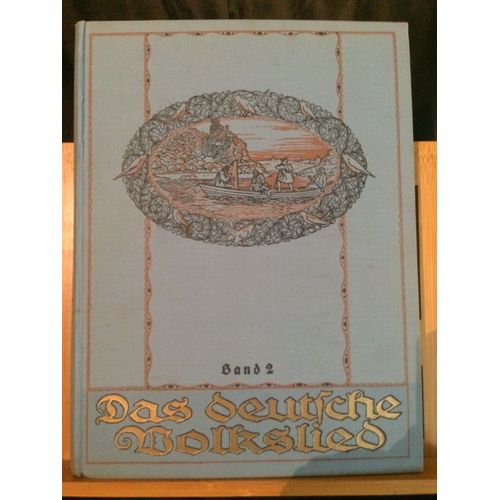 Band 2
Das deutsche
Volkslied